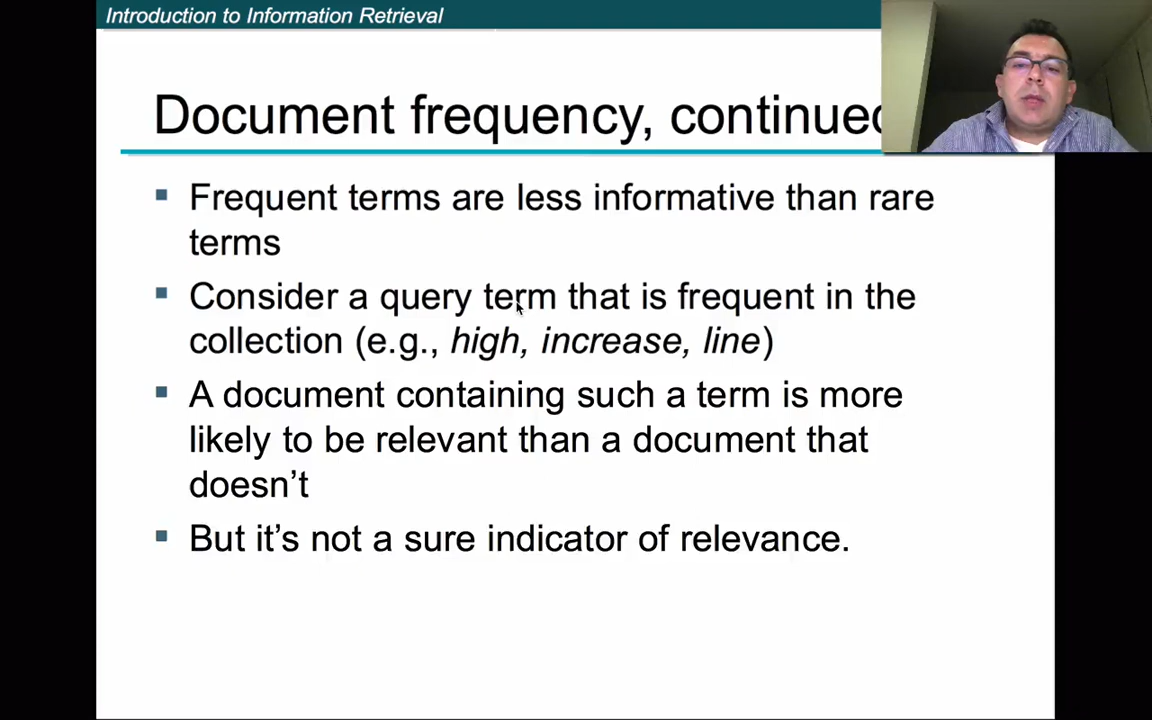 Introduction to Information Retrieval
Document frequency, continued
Frequent terms are less informative than rare
terms
Consider a query term that is frequent in the
collection (e.g., high, increase, line)
A document containing such a term is more
likely to be relevant than a document that
doesn’t
But it’s not a sure indicator of relevance.